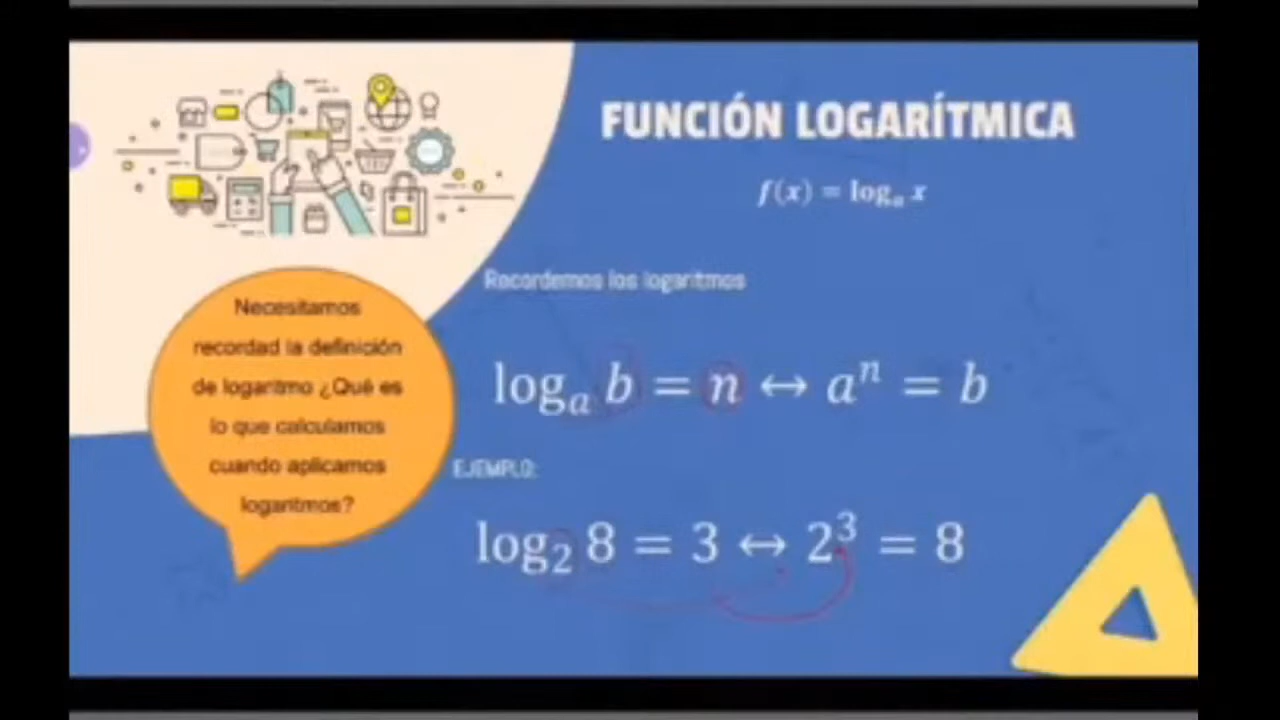 FUNCIÓN LOGARÍTMICA
f(x) = logₐ x
Recordemos los logaritmos
Necesitamos
recordad la definición
de logaritmo ¿Qué es
lo que calculamos
cuando aplicamos
logaritmos?
logₐ b = n ↔ aⁿ = b
EJEMPLO:
log₂ 8 = 3 ↔ 2³ = 8